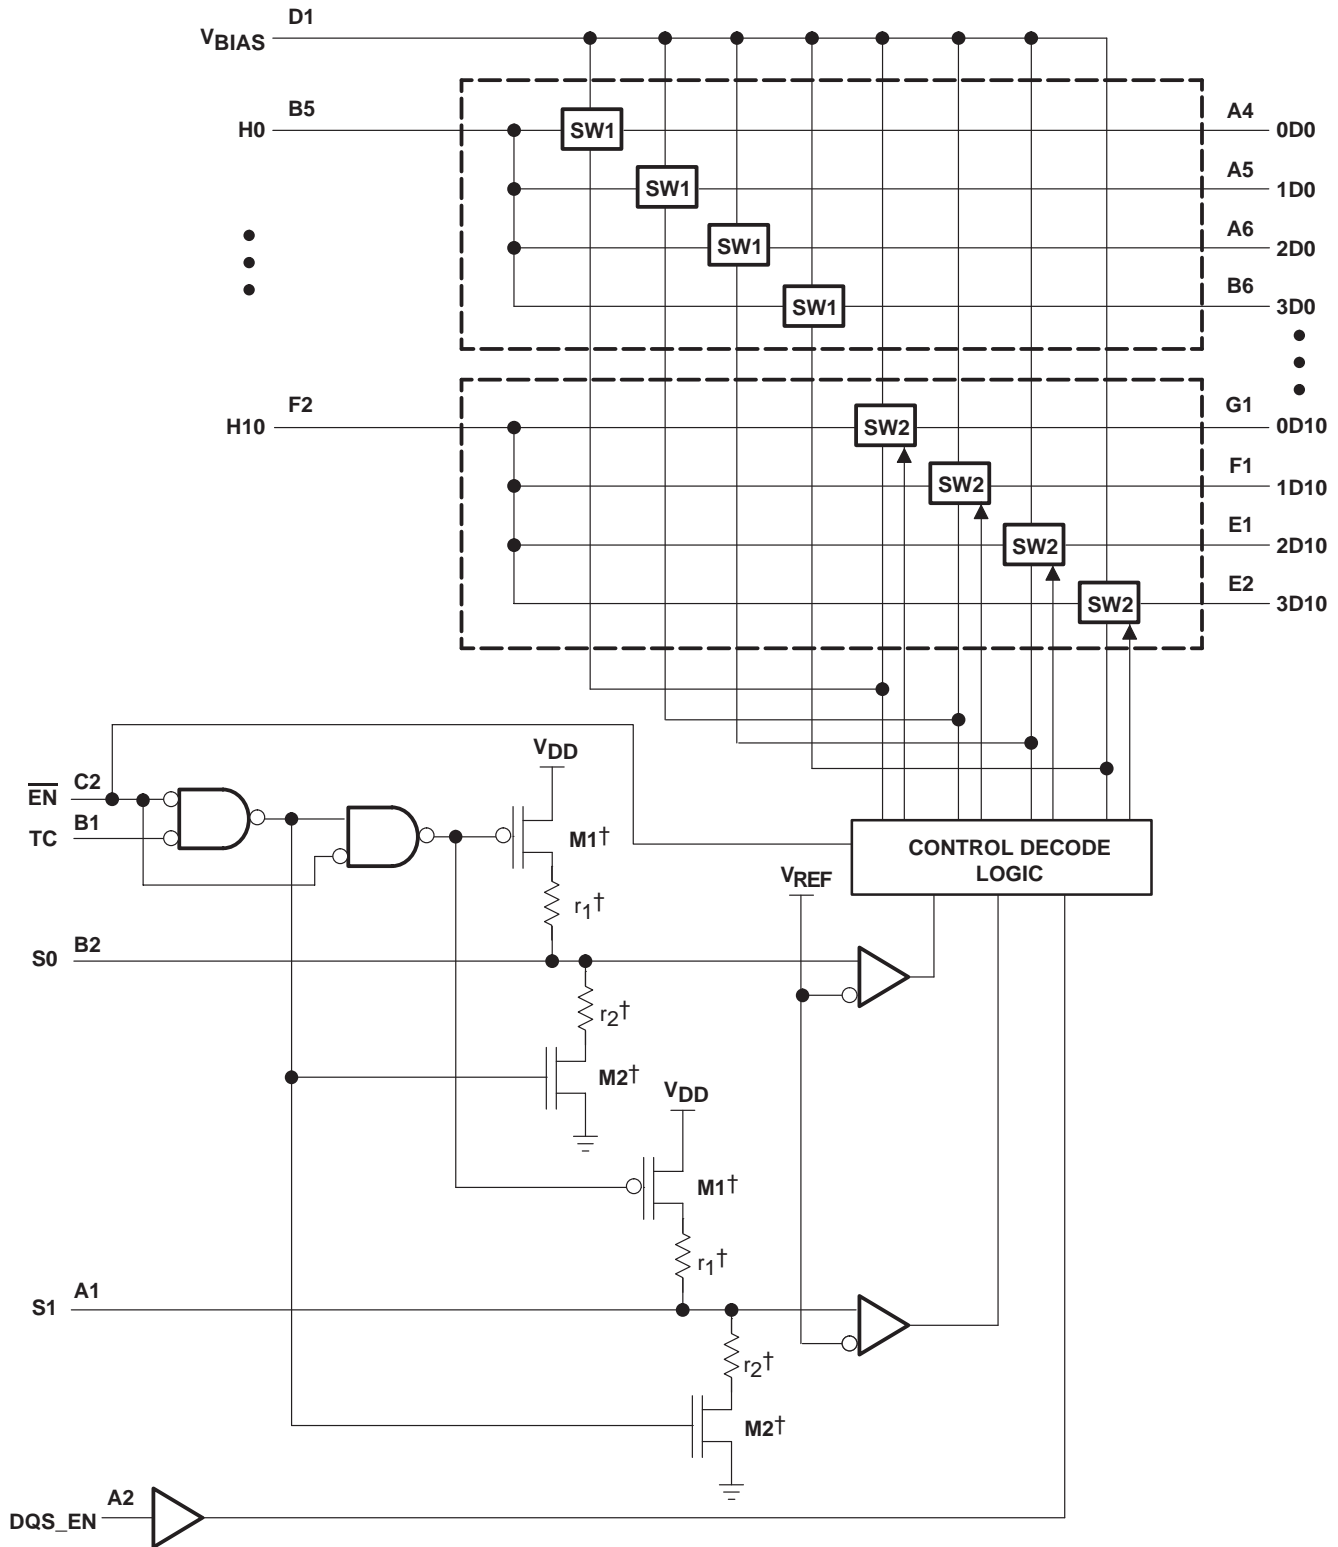 D1
VBIAS
B5
H0
SW1
A4
0D0
SW1
A5
1D0
SW1
A6
2D0
SW1
B6
3D0
F2
H10
SW2
G1
0D10
SW2
F1
1D10
SW2
E1
2D10
SW2
E2
3D10
EN
C2
TC
B1
VDD
M1†
r1†
CONTROL DECODE
LOGIC
VREF
S0
B2
r2†
M2†
VDD
M1†
r1†
S1
A1
r2†
M2†
A2
DQS_EN